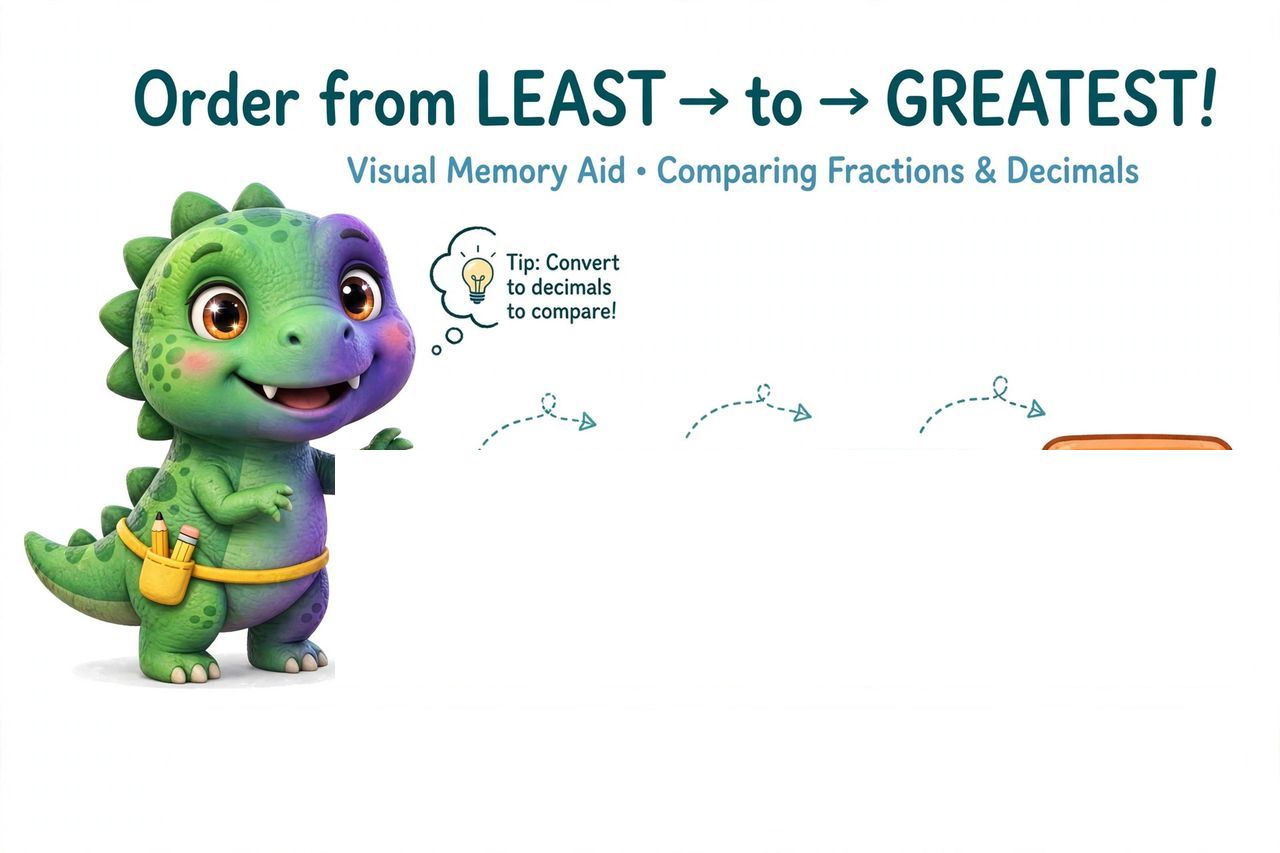 Order from LEAST → to → GREATEST!
Visual Memory Aid • Comparing Fractions & Decimals
Tip: Convert
to decimals
to compare!